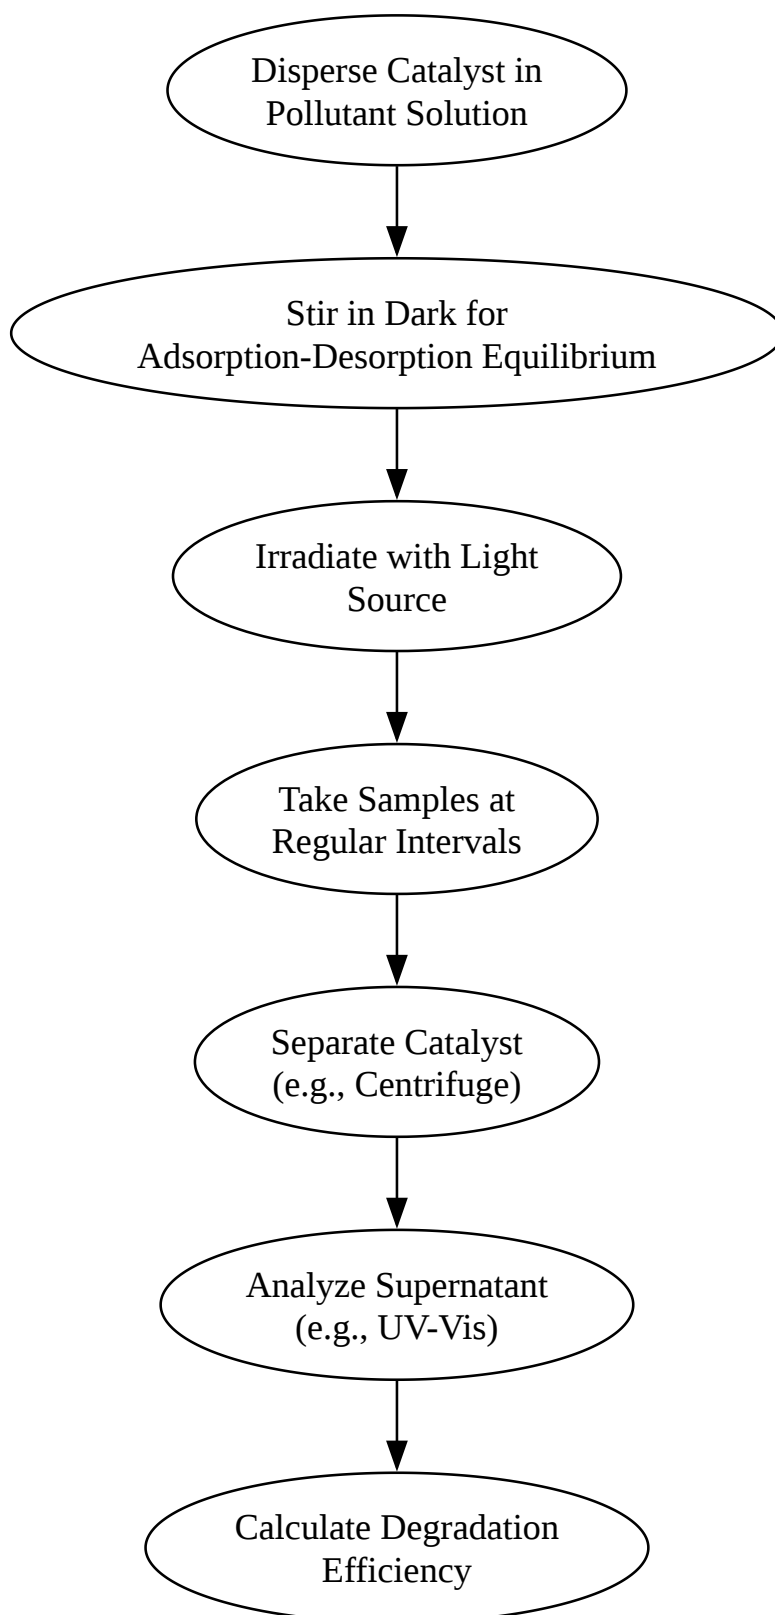 Disperse Catalyst in
Pollutant Solution
Stir in Dark for
Adsorption-Desorption Equilibrium
Irradiate with Light
Source
Take Samples at
Regular Intervals
Separate Catalyst
(e.g., Centrifuge)
Analyze Supernatant
(e.g., UV-Vis)
Calculate Degradation
Efficiency